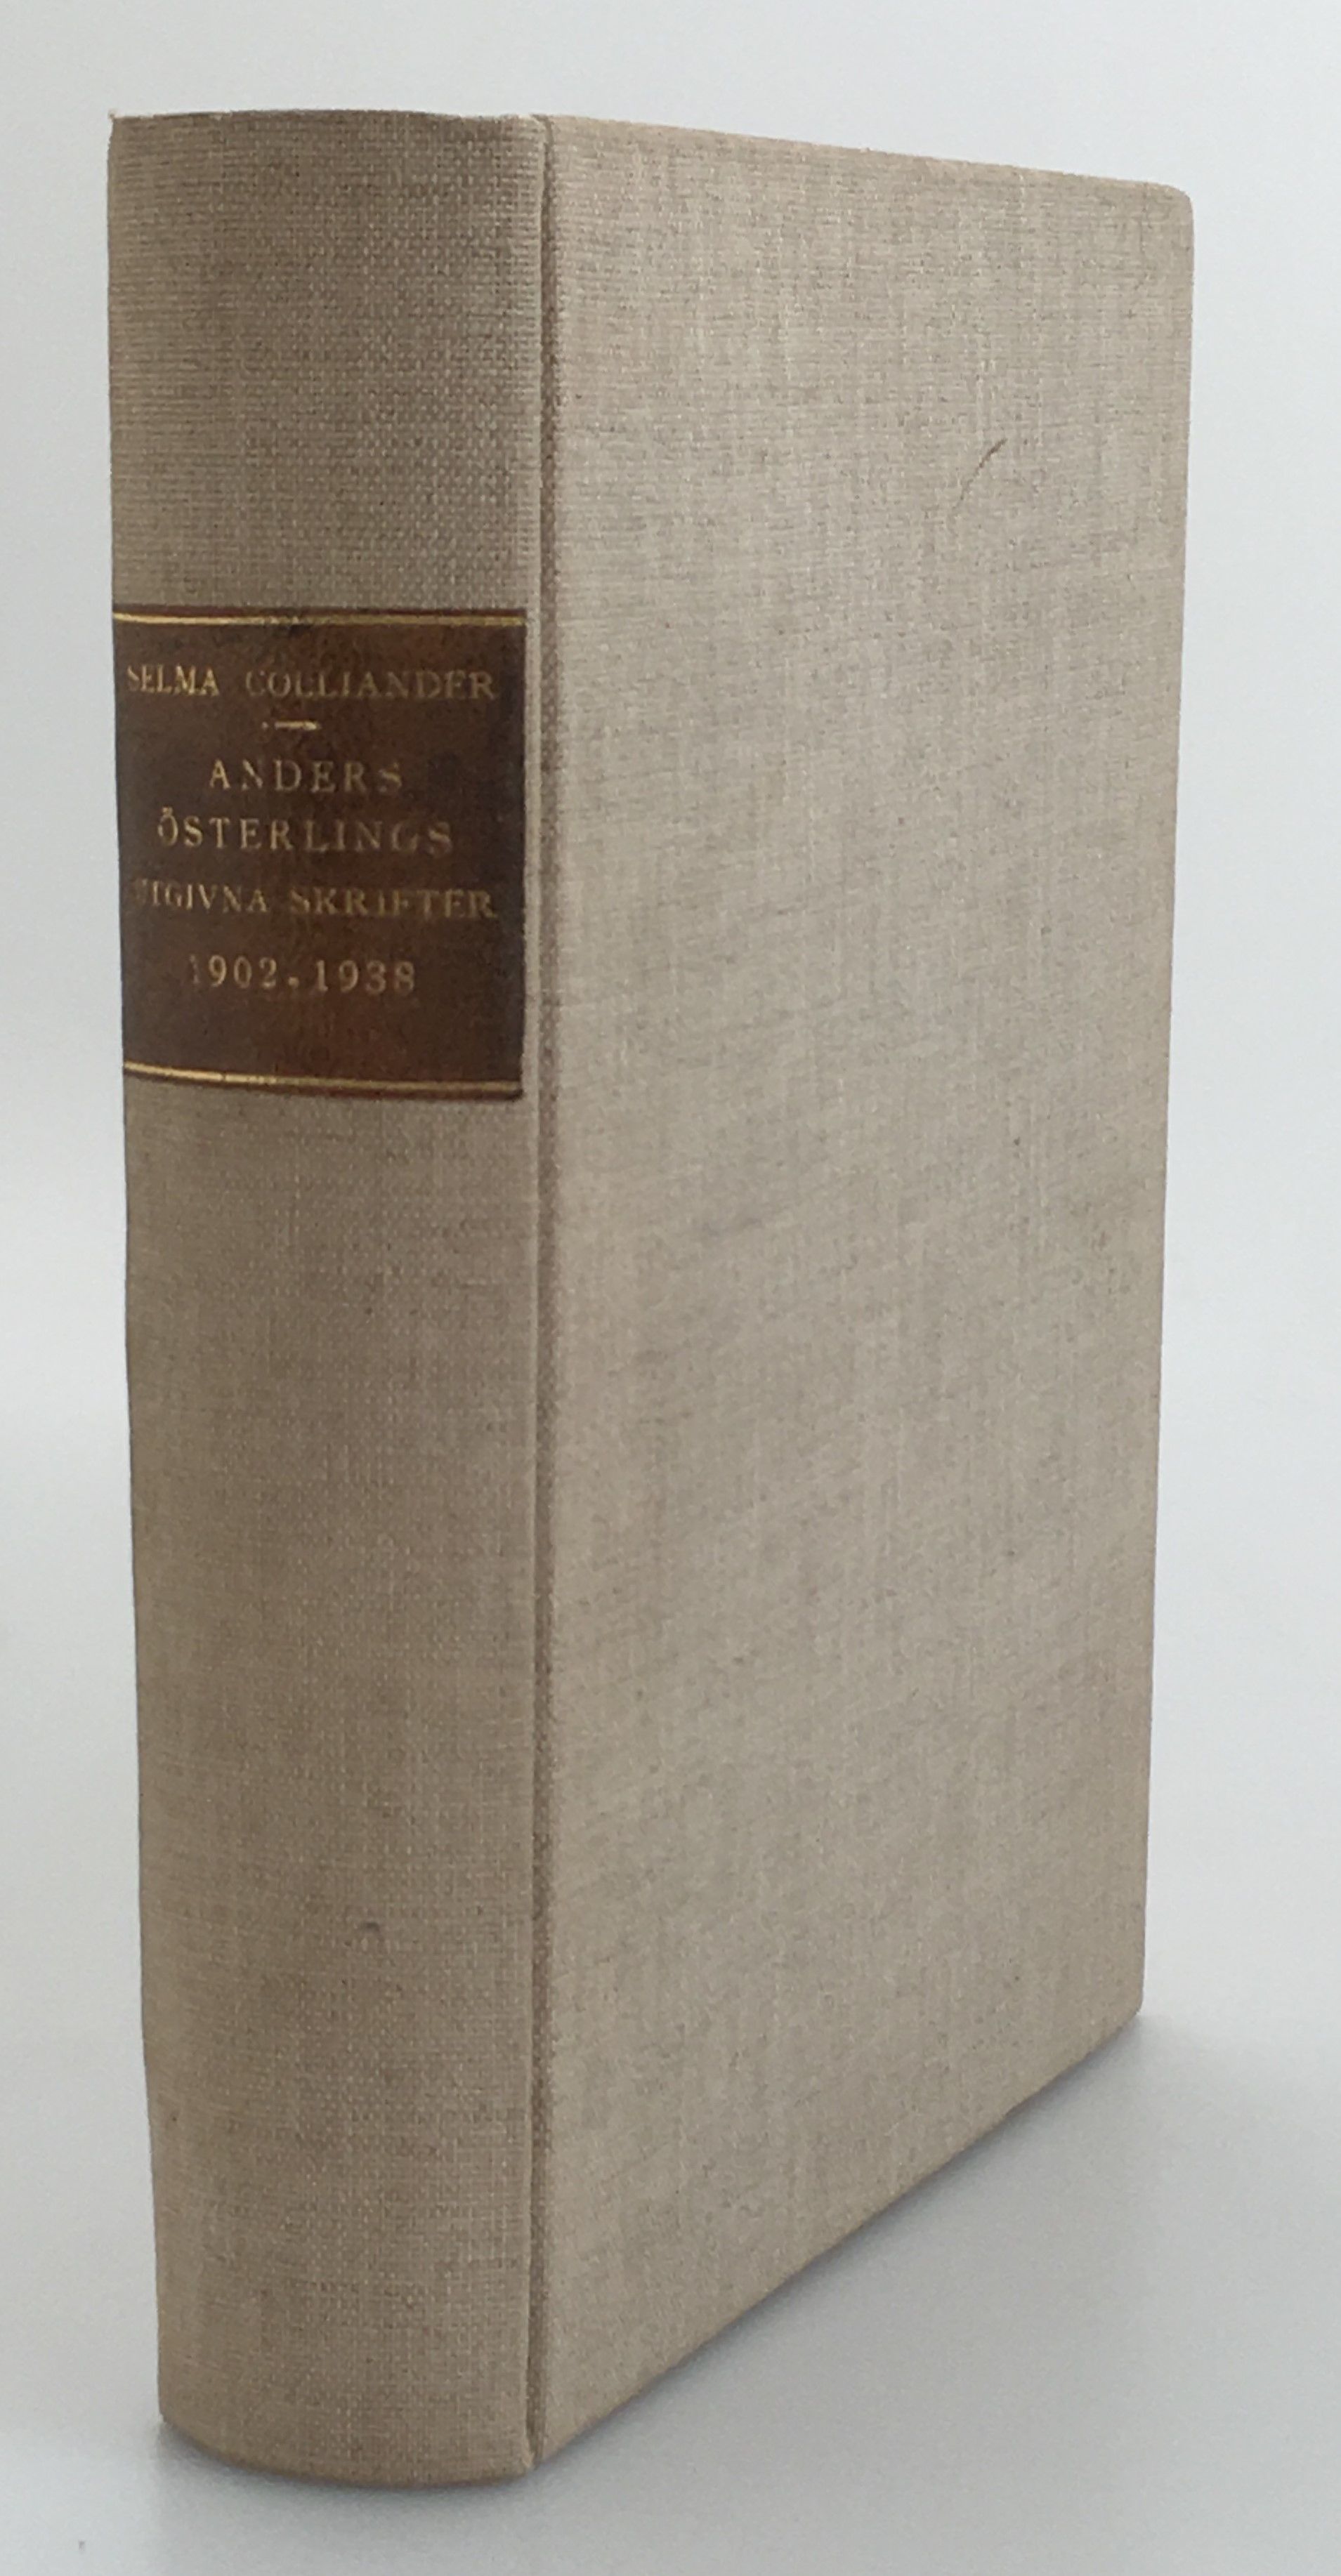 SELMA COLLIANDER
ANDERS
ÖSTERLINGS
UTGIVNA SKRIFTER
1902-1938